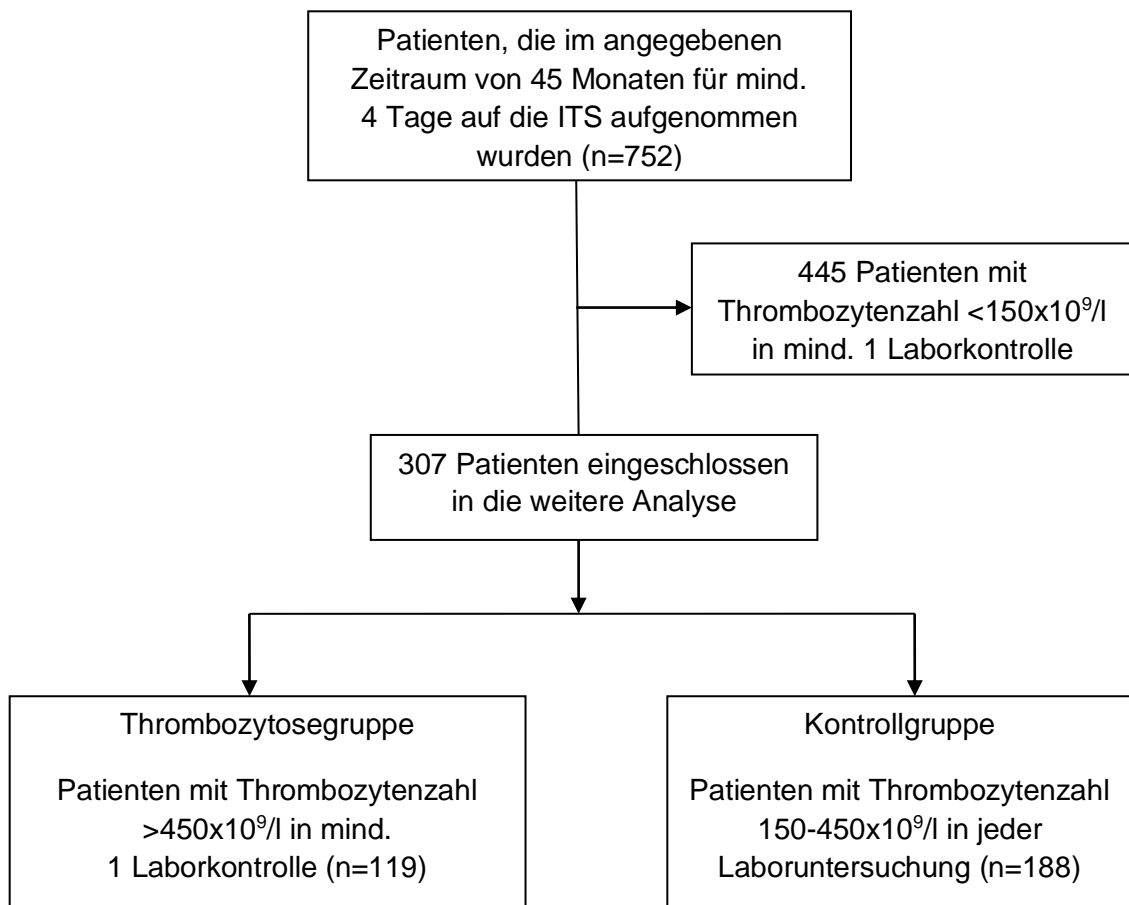 Patienten, die im angegebenen
Zeitraum von 45 Monaten für mind.
4 Tage auf die ITS aufgenommen
wurden (n=752)
445 Patienten mit
Thrombozytenzahl <150x10⁹/l
in mind. 1 Laborkontrolle
307 Patienten eingeschlossen
in die weitere Analyse
Thrombozytosegruppe
Patienten mit Thrombozytenzahl
>450x10⁹/l in mind.
1 Laborkontrolle (n=119)
Kontrollgruppe
Patienten mit Thrombozytenzahl
150-450x10⁹/l in jeder
Laboruntersuchung (n=188)